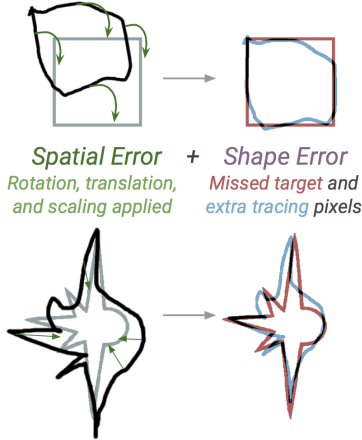 Spatial Error + Shape Error
Rotation, translation,
and scaling applied
Missed target and
extra tracing pixels